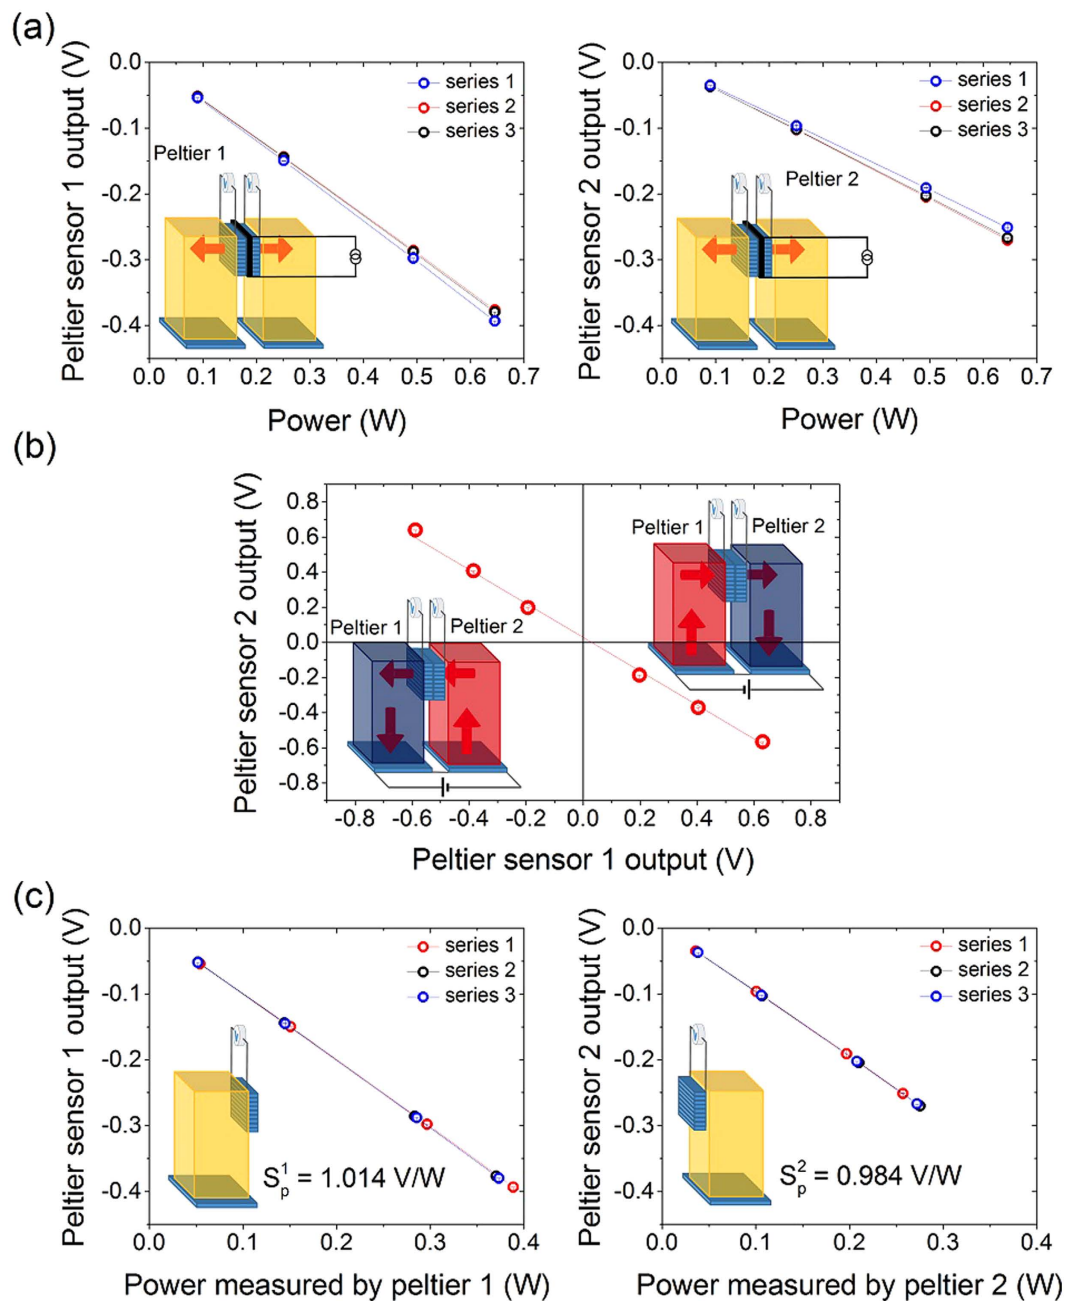 (a)
Peltier sensor 1 output (V)
0.0
-0.1
-0.2
-0.3
-0.4
series 1
series 2
series 3
Peltier 1
V
V
0.0 0.1 0.2 0.3 0.4 0.5 0.6 0.7
Power (W)
Peltier sensor 2 output (V)
0.0
-0.1
-0.2
-0.3
-0.4
series 1
series 2
series 3
Peltier 2
V
V
0.0 0.1 0.2 0.3 0.4 0.5 0.6 0.7
Power (W)
(b)
Peltier sensor 2 output (V)
0.8
0.6
0.4
0.2
0.0
-0.2
-0.4
-0.6
-0.8
V
V
Peltier 1 Peltier 2
V
V
Peltier 1 Peltier 2
-0.8 -0.6 -0.4 -0.2 0.0 0.2 0.4 0.6 0.8
Peltier sensor 1 output (V)
(c)
Peltier sensor 1 output (V)
0.0
-0.1
-0.2
-0.3
-0.4
series 1
series 2
series 3
V
S_p^1 = 1.014 V/W
0.0 0.1 0.2 0.3 0.4
Power measured by peltier 1 (W)
Peltier sensor 2 output (V)
0.0
-0.1
-0.2
-0.3
-0.4
series 1
series 2
series 3
V
S_p^2 = 0.984 V/W
0.0 0.1 0.2 0.3 0.4
Power measured by peltier 2 (W)